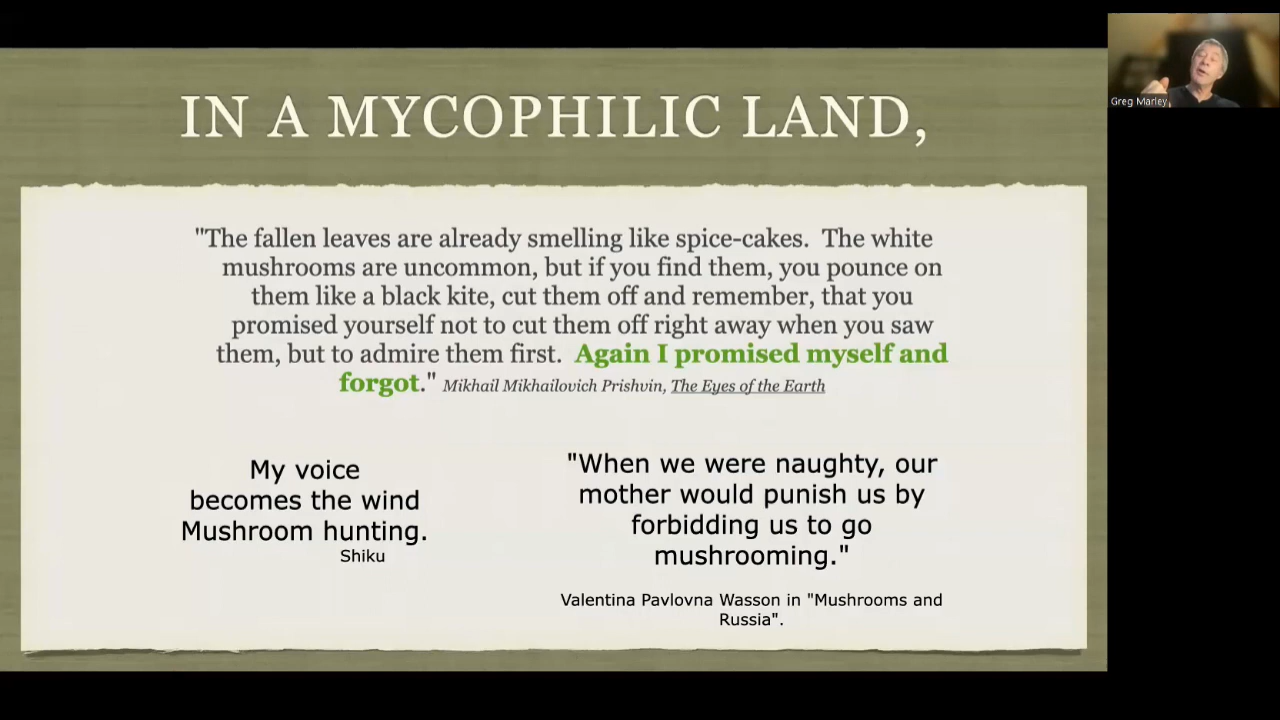 IN A MYCOPHILIC LAND,
"The fallen leaves are already smelling like spice-cakes.  The white
mushrooms are uncommon, but if you find them, you pounce on
them like a black kite, cut them off and remember, that you
promised yourself not to cut them off right away when you saw
them, but to admire them first.  Again I promised myself and
forgot." Mikhail Mikhailovich Prishvin, The Eyes of the Earth
My voice
becomes the wind
Mushroom hunting.
Shiku
"When we were naughty, our
mother would punish us by
forbidding us to go
mushrooming."
Valentina Pavlovna Wasson in "Mushrooms and
Russia".
Greg Marley